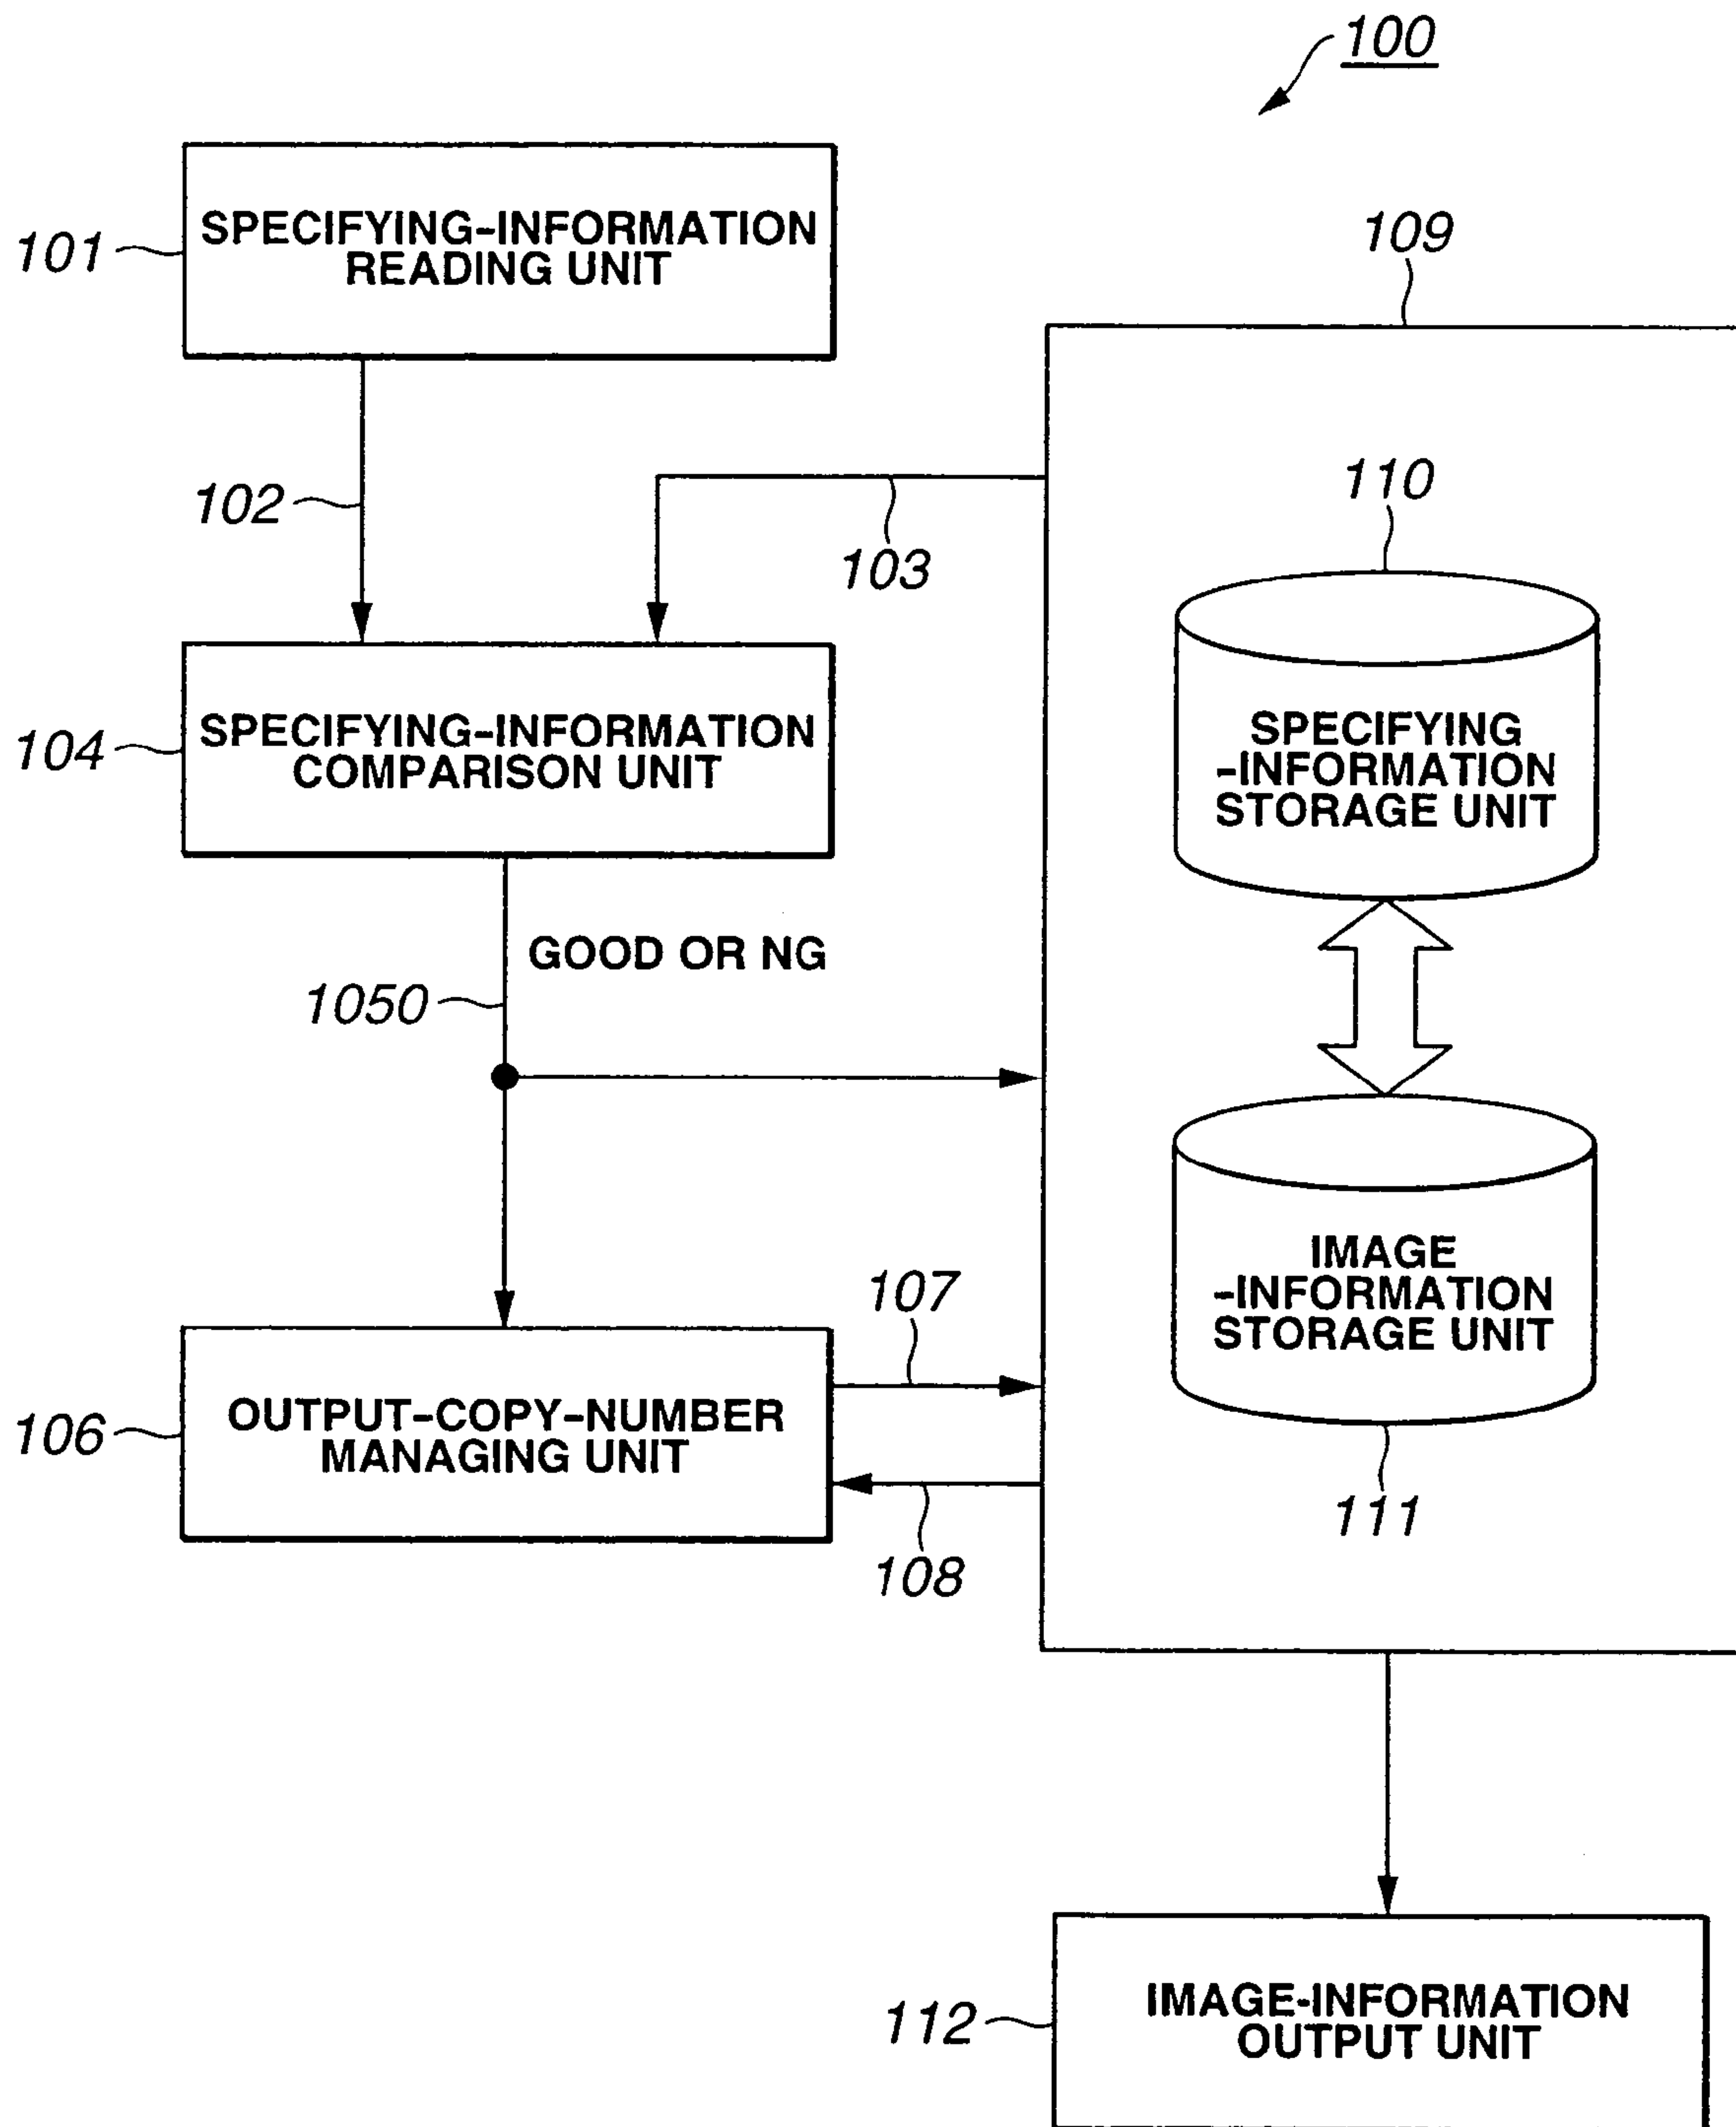 100
SPECIFYING-INFORMATION
READING UNIT
101
109
102
103
110
SPECIFYING-INFORMATION
COMPARISON UNIT
104
SPECIFYING
-INFORMATION
STORAGE UNIT
GOOD OR NG
1050
IMAGE
-INFORMATION
STORAGE UNIT
107
OUTPUT-COPY-NUMBER
MANAGING UNIT
106
111
108
IMAGE-INFORMATION
OUTPUT UNIT
112